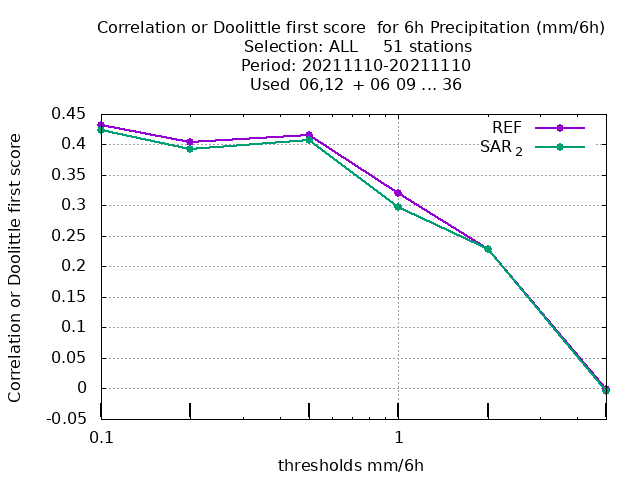 Correlation or Doolittle first score  for 6h Precipitation (mm/6h)
Selection: ALL     51 stations
Period: 20211110-20211110
Used  06,12  + 06 09 ... 36
Correlation or Doolittle first score
0.45
0.4
0.35
0.3
0.25
0.2
0.15
0.1
0.05
0
-0.05
REF
SAR 2
0.1
1
thresholds mm/6h